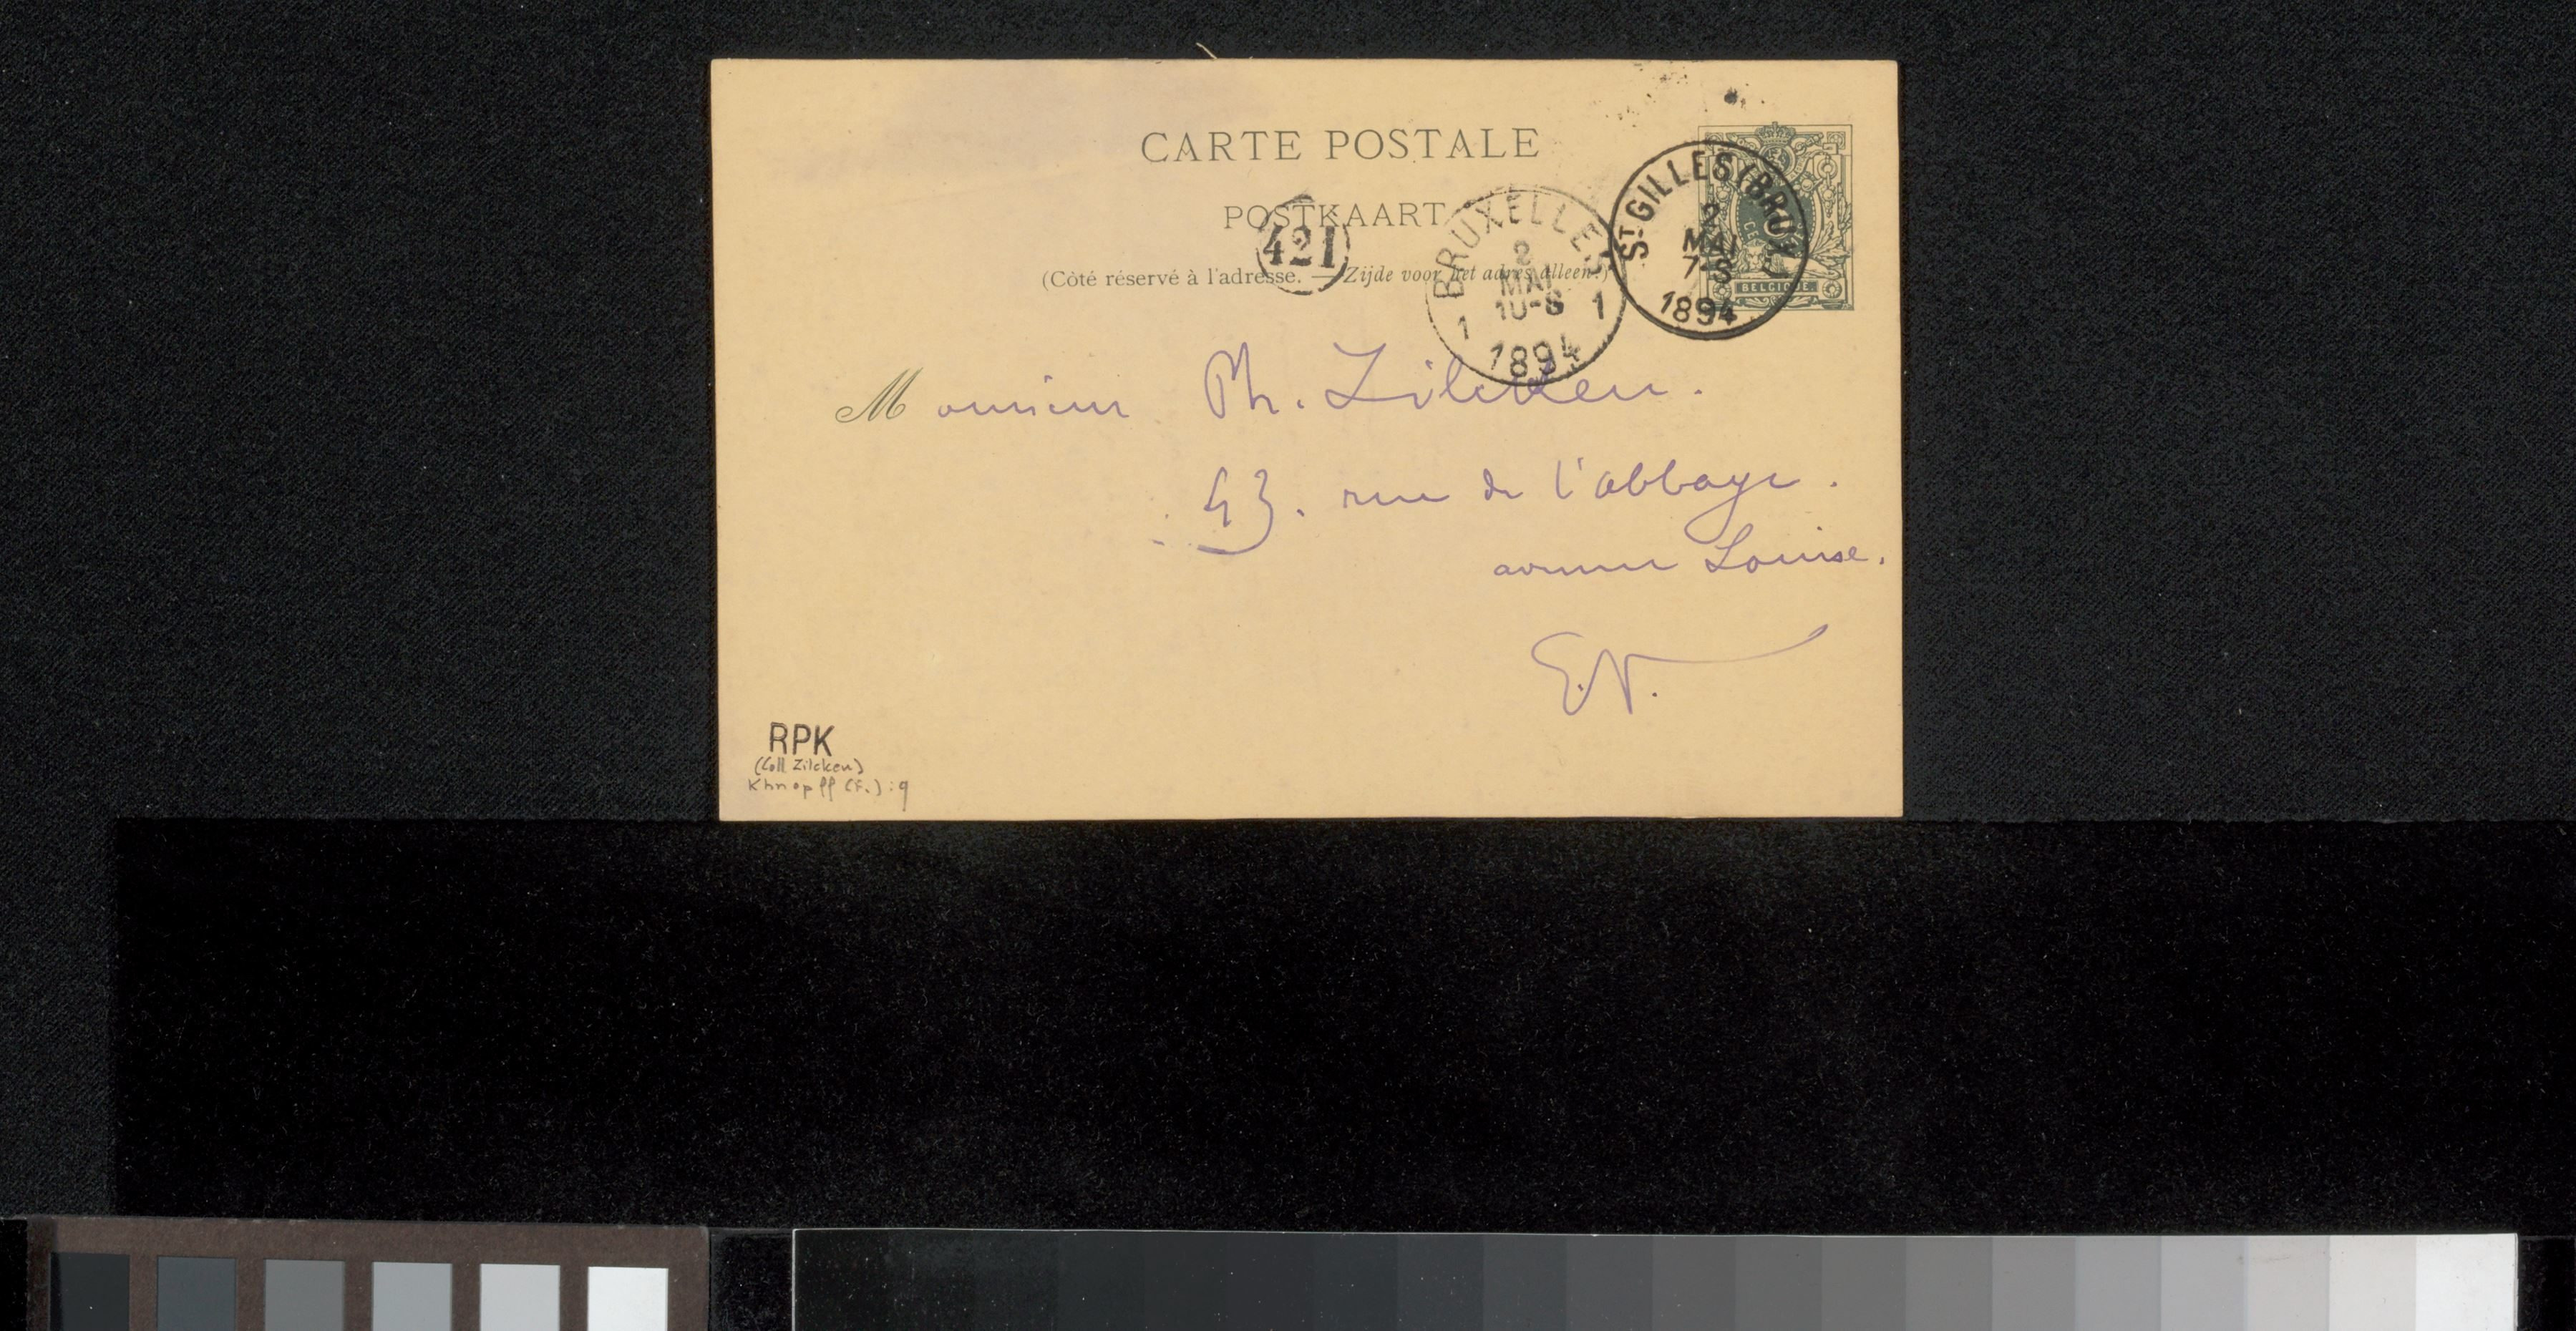 CARTE POSTALE
POSTKAART
421
(Côté réservé à l'adresse. — Zijde voor het adres alleen.)
BRUXELLES
2
MAI
10-S
1 1
1894
ST GILLES (BRUX
2
MAI
7-S
1894
BELGIQUE
Monsieur Ph. Zilcken.
43. rue de l'abbaye.
avenue Louise.
E.V.
RPK
(Coll Zilcken)
Khnopff (F.) : 9